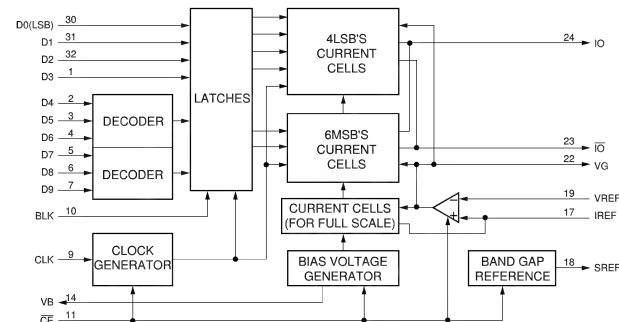 D0(LSB) 30
D1 31
D2 32
D3 1
D4 2
D5 3
D6 4
D7 5
D8 6
D9 7
BLK 10
CLK 9
VB 14
CE 11
DECODER
DECODER
CLOCK
GENERATOR
LATCHES
4LSB'S
CURRENT
CELLS
6MSB'S
CURRENT
CELLS
CURRENT CELLS
(FOR FULL SCALE)
BIAS VOLTAGE
GENERATOR
BAND GAP
REFERENCE
−
+
24 IO
23 IO
22 VG
19 VREF
17 IREF
18 SREF